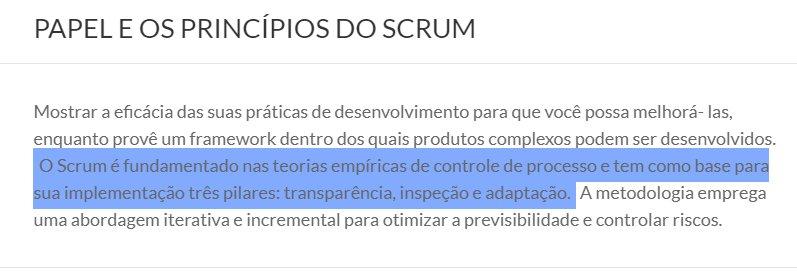 PAPEL E OS PRINCÍPIOS DO SCRUM
Mostrar a eficácia das suas práticas de desenvolvimento para que você possa melhorá- las,
enquanto provê um framework dentro dos quais produtos complexos podem ser desenvolvidos.
O Scrum é fundamentado nas teorias empíricas de controle de processo e tem como base para
sua implementação três pilares: transparência, inspeção e adaptação. A metodologia emprega
uma abordagem iterativa e incremental para otimizar a previsibilidade e controlar riscos.